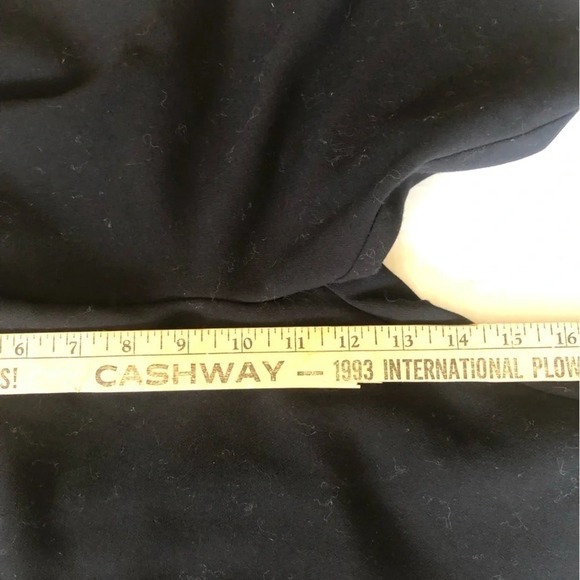 6 7 8 9 10 11 12 13 14 15 16
S! CASHWAY — 1993 INTERNATIONAL PLOW